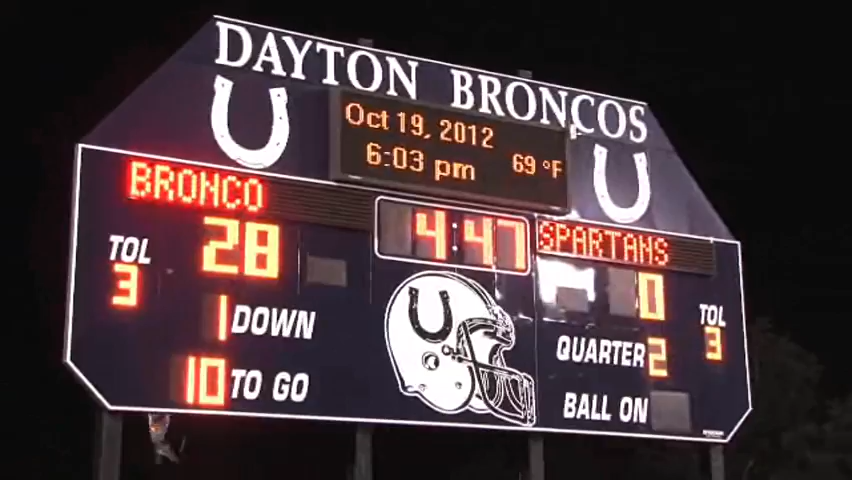 DAYTON BRONCOS
Oct 19, 2012
6:03 pm 69 °F
BRONCO
4:47
SPARTANS
28
0
TOL
3
TOL
3
1 DOWN
QUARTER 2
10 TO GO
BALL ON